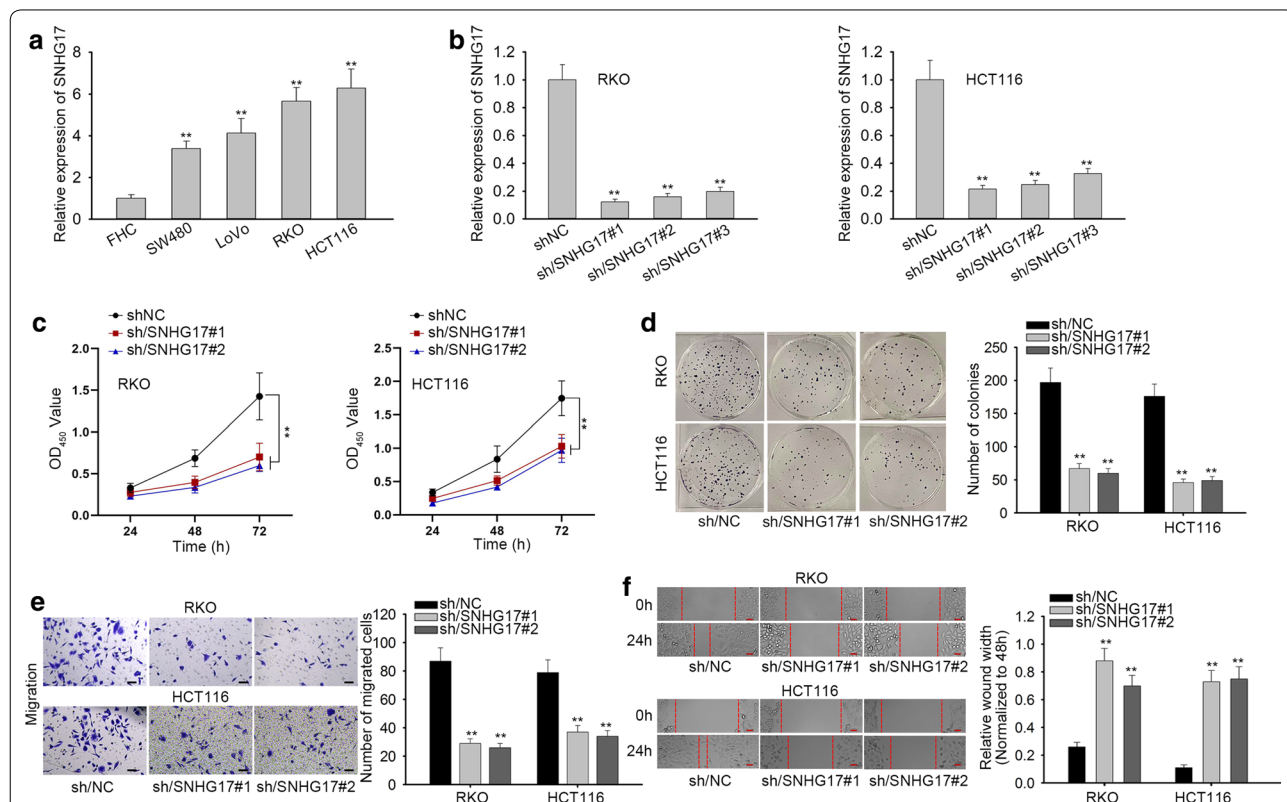 a
Relative expression of SNHG17
8
6
4
2
0
FHC
SW480
LoVo
RKO
HCT116
**
**
**
**
b
Relative expression of SNHG17
1.2
1.0
0.8
0.6
0.4
0.2
0.0
RKO
**
**
**
shNC
sh/SNHG17#1
sh/SNHG17#2
sh/SNHG17#3
Relative expression of SNHG17
1.2
1.0
0.8
0.6
0.4
0.2
0.0
HCT116
**
**
**
shNC
sh/SNHG17#1
sh/SNHG17#2
sh/SNHG17#3
c
shNC
sh/SNHG17#1
sh/SNHG17#2
OD450 Value
2.0
1.5
1.0
0.5
0.0
RKO
**
24
48
72
Time (h)
shNC
sh/SNHG17#1
sh/SNHG17#2
OD450 Value
2.5
2.0
1.5
1.0
0.5
0.0
HCT116
**
24
48
72
Time (h)
d
RKO
HCT116
sh/NC
sh/SNHG17#1
sh/SNHG17#2
sh/NC
sh/SNHG17#1
sh/SNHG17#2
Number of colonies
250
200
150
100
50
0
**
**
**
**
RKO
HCT116
e
RKO
HCT116
Migration
sh/NC
sh/SNHG17#1
sh/SNHG17#2
sh/NC
sh/SNHG17#1
sh/SNHG17#2
Number of migrated cells
120
100
80
60
40
20
0
**
**
**
**
RKO
HCT116
f
RKO
0h
24h
sh/NC
sh/SNHG17#1
sh/SNHG17#2
HCT116
0h
24h
sh/NC
sh/SNHG17#1
sh/SNHG17#2
sh/NC
sh/SNHG17#1
sh/SNHG17#2
Relative wound width
(Normalized to 48h)
1.2
1.0
0.8
0.6
0.4
0.2
0.0
**
**
**
**
RKO
HCT116